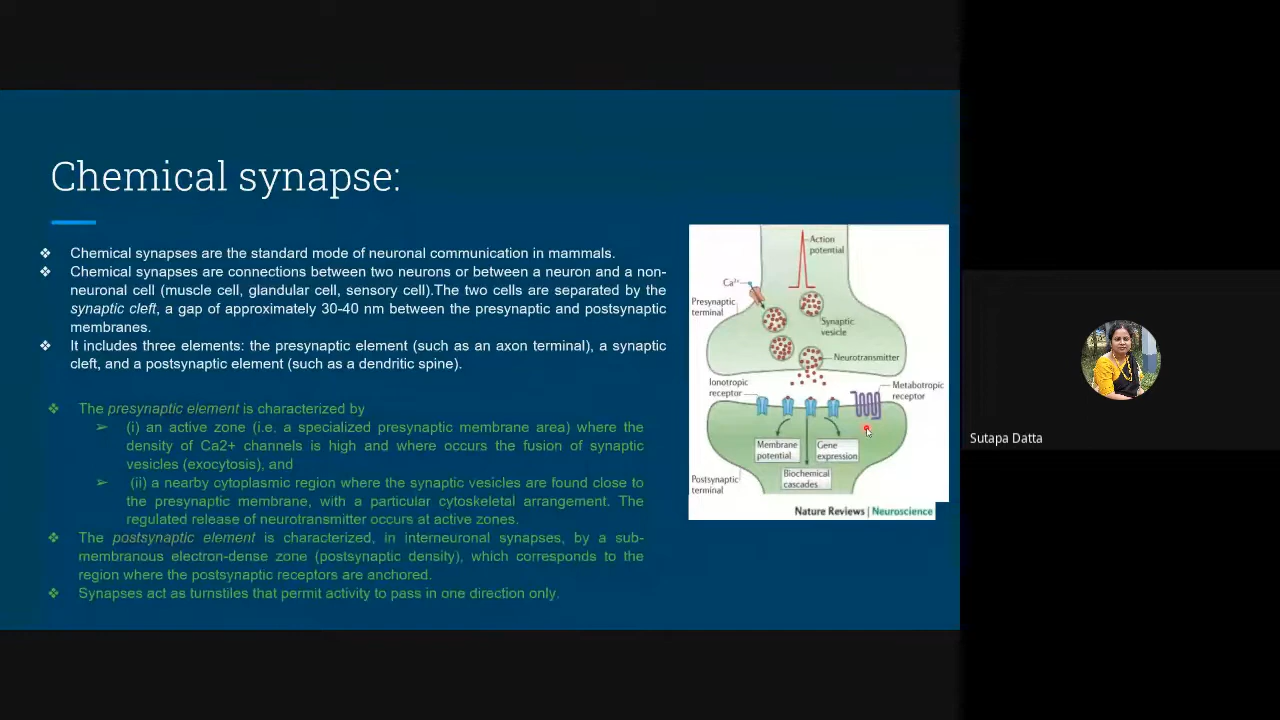 Chemical synapse:
❖ Chemical synapses are the standard mode of neuronal communication in mammals.
❖ Chemical synapses are connections between two neurons or between a neuron and a non-
neuronal cell (muscle cell, glandular cell, sensory cell).The two cells are separated by the
synaptic cleft, a gap of approximately 30-40 nm between the presynaptic and postsynaptic
membranes.
❖ It includes three elements: the presynaptic element (such as an axon terminal), a synaptic
cleft, and a postsynaptic element (such as a dendritic spine).
❖ The presynaptic element is characterized by
➢ (i) an active zone (i.e. a specialized presynaptic membrane area) where the
density of Ca2+ channels is high and where occurs the fusion of synaptic
vesicles (exocytosis), and
➢ (ii) a nearby cytoplasmic region where the synaptic vesicles are found close to
the presynaptic membrane, with a particular cytoskeletal arrangement. The
regulated release of neurotransmitter occurs at active zones.
❖ The postsynaptic element is characterized, in interneuronal synapses, by a sub-
membranous electron-dense zone (postsynaptic density), which corresponds to the
region where the postsynaptic receptors are anchored.
❖ Synapses act as turnstiles that permit activity to pass in one direction only.
Action
potential
Ca²⁺
Presynaptic
terminal
Synaptic
vesicle
Neurotransmitter
Ionotropic
receptor
Metabotropic
receptor
Membrane
potential
Gene
expression
Biochemical
cascades
Postsynaptic
terminal
Nature Reviews | Neuroscience
Sutapa Datta